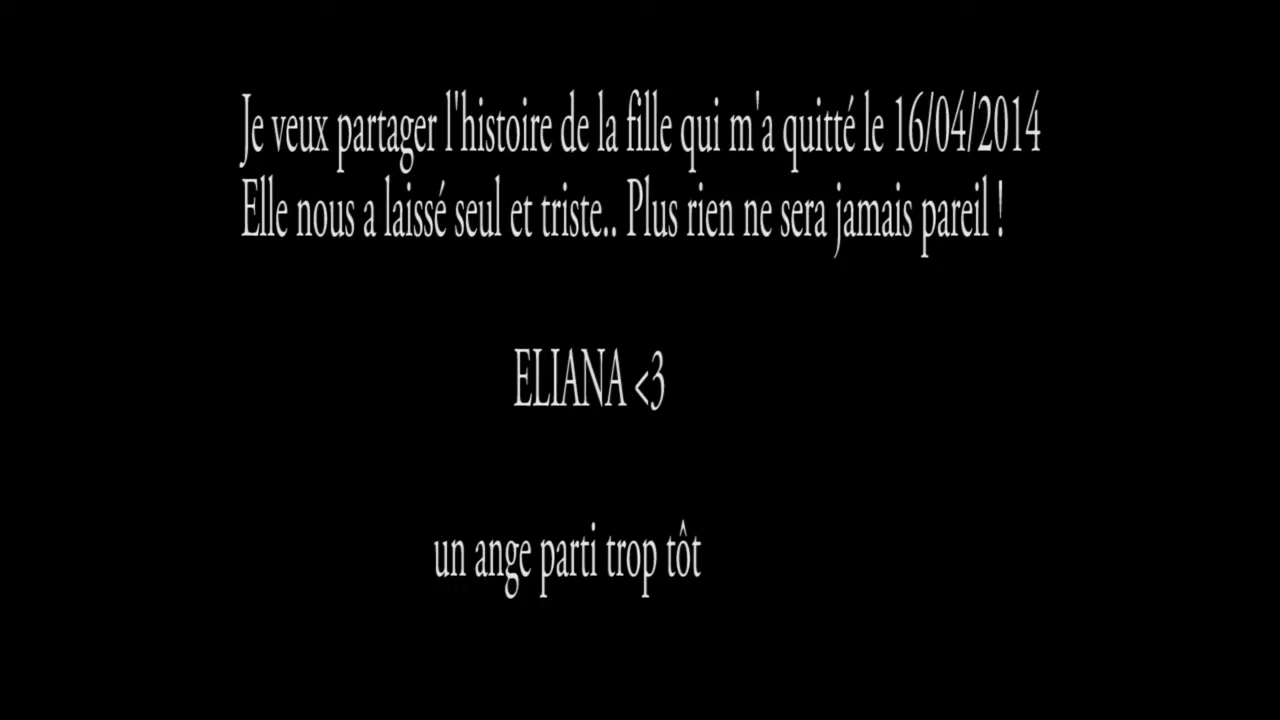 Je veux partager l'histoire de la fille qui m'a quitté le 16/04/2014
Elle nous a laissé seul et triste.. Plus rien ne sera jamais pareil !
ELIANA <3
un ange parti trop tôt